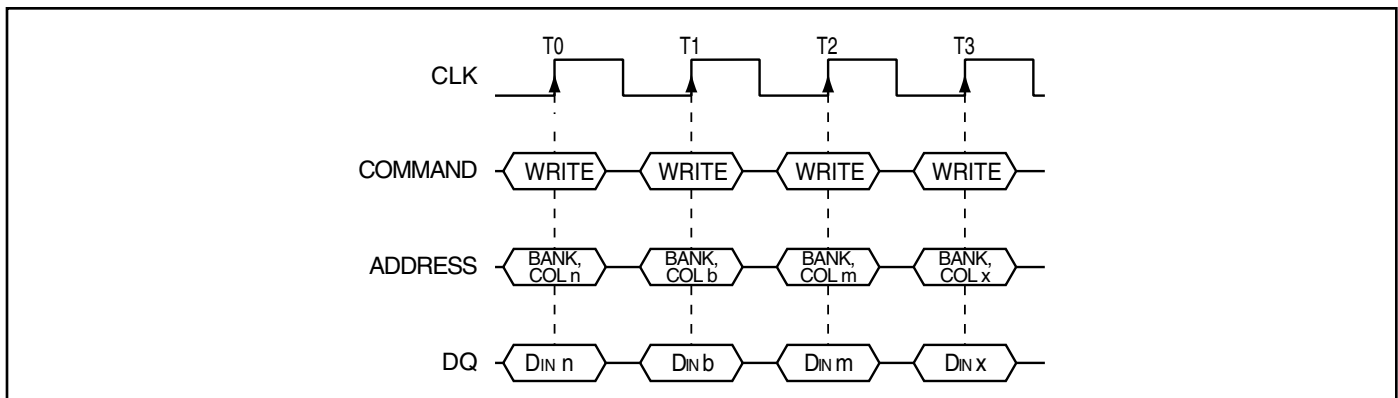 T0 T1 T2 T3
CLK
COMMAND WRITE WRITE WRITE WRITE
ADDRESS BANK, COL n BANK, COL b BANK, COL m BANK, COL x
DQ DIN n DIN b DIN m DIN x